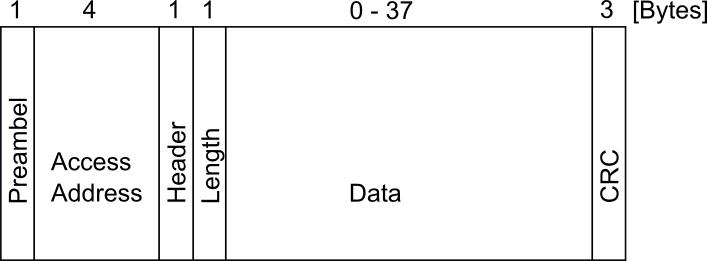 1 4 1 1 0 - 37 3 [Bytes]
Preambel
Access
Address
Header
Length
Data
CRC